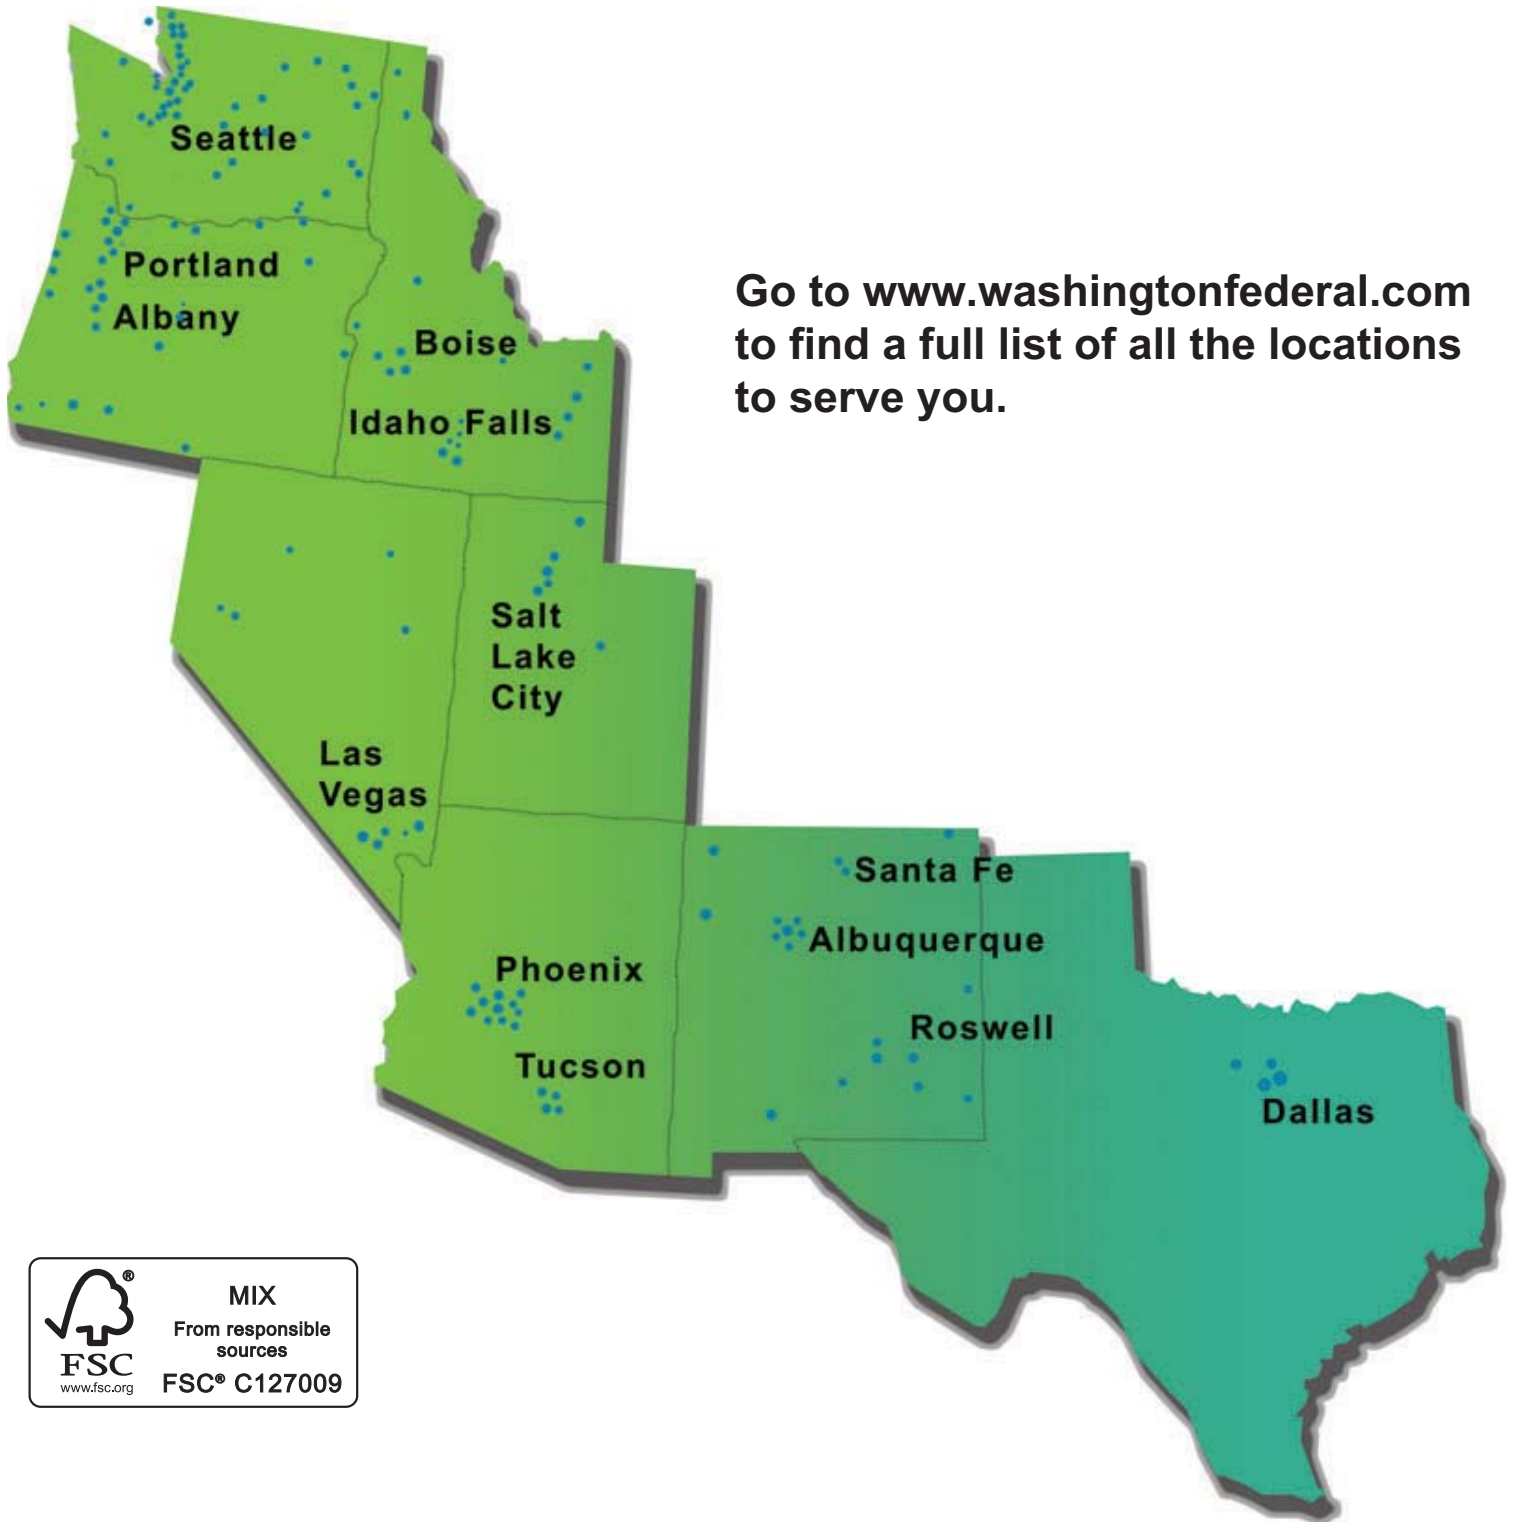 Seattle
Portland
Albany
Boise
Idaho Falls
Go to www.washingtonfederal.com
to find a full list of all the locations
to serve you.
Salt
Lake
City
Las
Vegas
Santa Fe
Albuquerque
Phoenix
Roswell
Tucson
Dallas
®
FSC
www.fsc.org
MIX
From responsible
sources
FSC® C127009